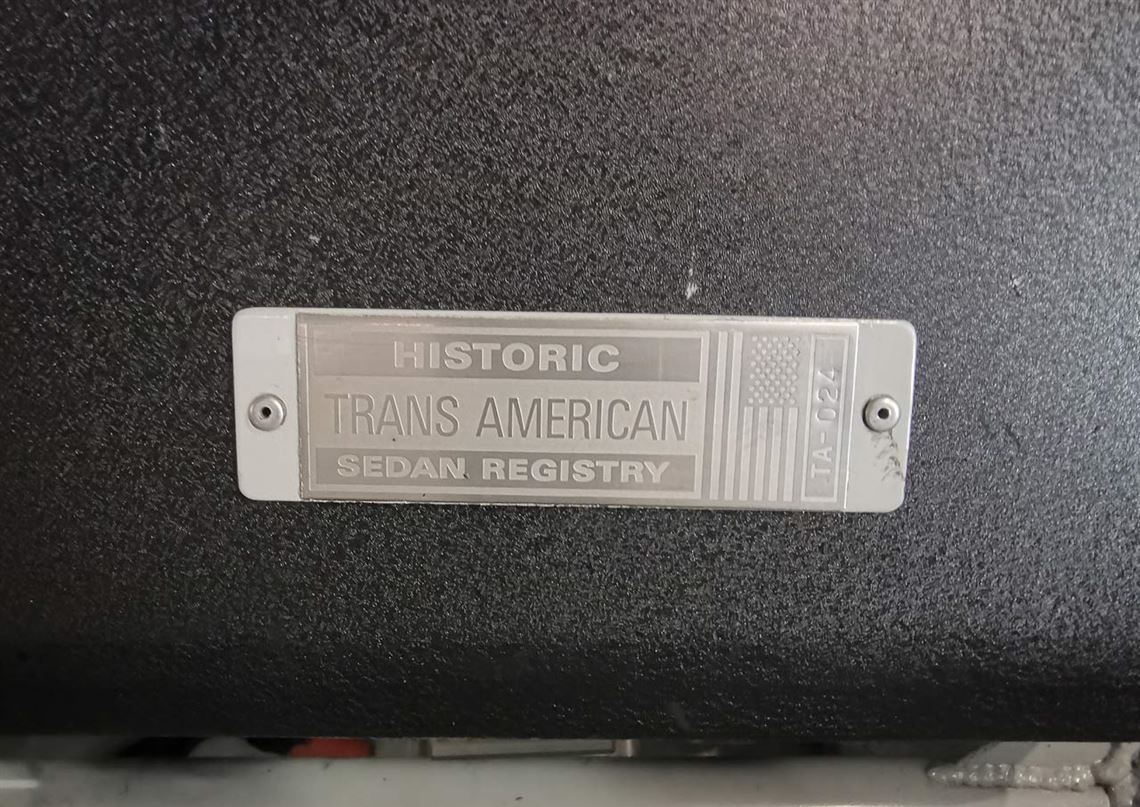 HISTORIC
TRANS AMERICAN
SEDAN REGISTRY
TA-024